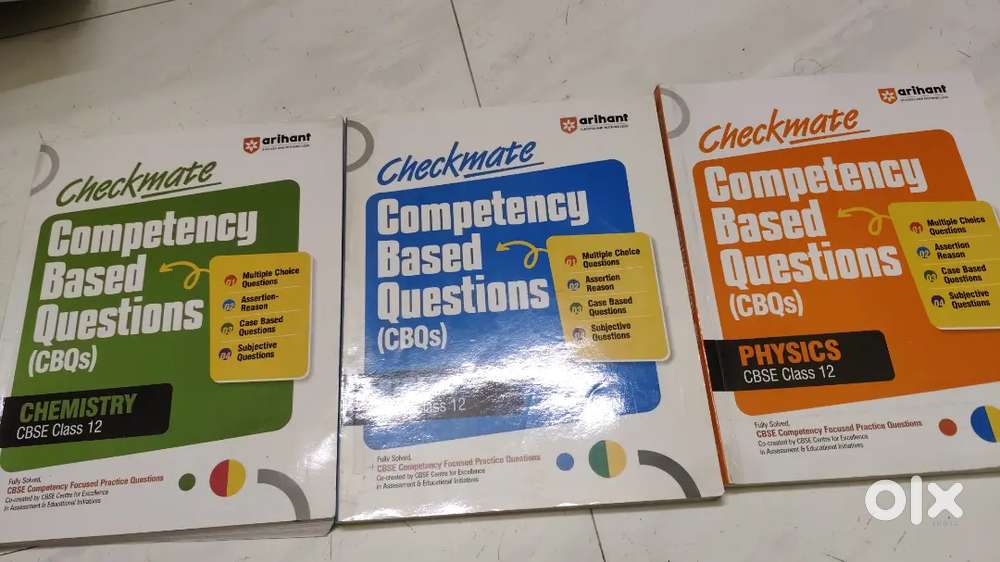 arihant
Checkmate
Competency
Based
Questions
(CBQs)
01 Multiple Choice
Questions
02 Assertion-
Reason
03 Case Based
Questions
04 Subjective
Questions
CHEMISTRY
CBSE Class 12
Fully Solved,
CBSE Competency Focused Practice Questions
Co-created by CBSE Centre for Excellence
in Assessment & Educational Initiatives
arihant
Checkmate
Competency
Based
Questions
(CBQs)
01 Multiple Choice
Questions
02 Assertion
Reason
03 Case Based
Questions
04 Subjective
Questions
Class 12
Fully Solved,
CBSE Competency Focused Practice Questions
Co-created by CBSE Centre for Excellence
in Assessment & Educational Initiatives
arihant
Checkmate
Competency
Based
Questions
(CBQs)
01 Multiple Choice
Questions
02 Assertion
Reason
03 Case Based
Questions
04 Subjective
Questions
PHYSICS
CBSE Class 12
Fully Solved,
CBSE Competency Focused Practice Questions
Co-created by CBSE Centre for Excellence
in Assessment & Educational Initiatives
olx
INDIA